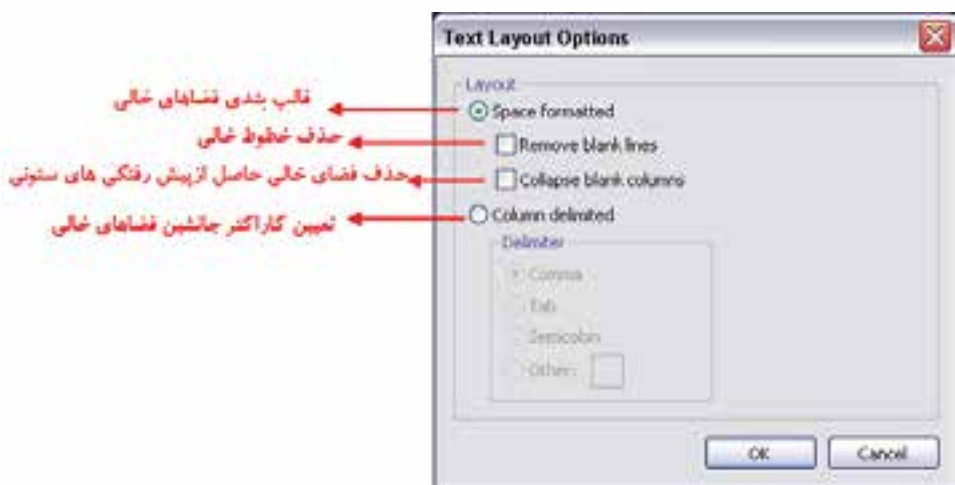 Text Layout Options
Layout
قالب بندی فضاهای خالی
Space formatted
حذف خطوط خالی
Remove blank lines
حذف فضای خالی حاصل ازپیش رفتگی های ستونی
Collapse blank columns
تعیین کاراکتر جانشین فضاهای خالی
Column delimited
Delimiter
Comma
Tab
Semicolon
Other:
OK
Cancel